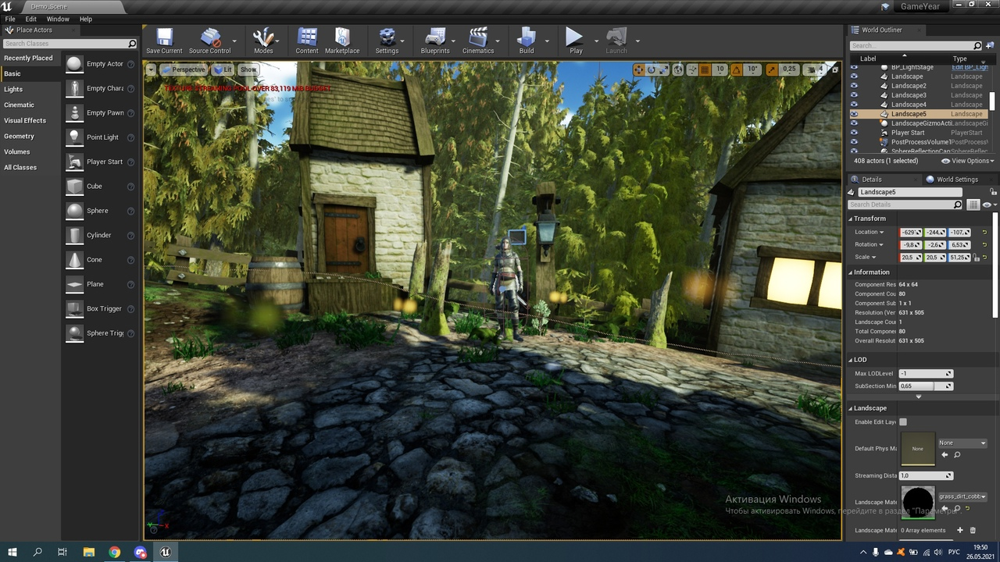 Demo_Scene
GameYear
File Edit Window Help
Place Actors
Search Classes
Recently Placed
Basic
Lights
Cinematic
Visual Effects
Geometry
Volumes
All Classes
Empty Actor
Empty Chara
Empty Pawn
Point Light
Player Start
Cube
Sphere
Cylinder
Cone
Plane
Box Trigger
Sphere Trigg
Save Current
Source Control
Modes
Content
Marketplace
Settings
Blueprints
Cinematics
Build
Play
Launch
Perspective
Lit
Show
10
10°
0,25
4
TEXTURE STREAMING POOL OVER 83,119 MiB BUDGET
World Outliner
Search...
Label Type
BP_LightStage Edit BP_Ligh
Landscape Landscape
Landscape2 Landscape
Landscape3 Landscape
Landscape4 Landscape
Landscape5 Landscape
LandscapeGizmoActi LandscapeGi
Player Start PlayerStart
PostProcessVolume1 PostProcessV
SphereReflectionCap SphereReflec
408 actors (1 selected)
View Options
Details
World Settings
Landscape5
Search Details
Transform
Location -629 -244, -107,
Rotation -9,8 -2,6 6,53
Scale 20,5 20,5 51,25
Information
Component Res 64 x 64
Component Cou 80
Component Sub 1 x 1
Resolution (Ver 631 x 505
Landscape Coun 1
Total Componer 80
Overall Resoluti 631 x 505
LOD
Max LODLevel -1
SubSection Min 0,65
Landscape
Enable Edit Laye
Default Phys Ma None None
Streaming Dista 1,0
Landscape Mate grass_dirt_cobb
Landscape Mate 0 Array elements
Активация Windows
Чтобы активировать Windows, перейдите в раздел "Параметры".
РУС
19:50
26.05.2021